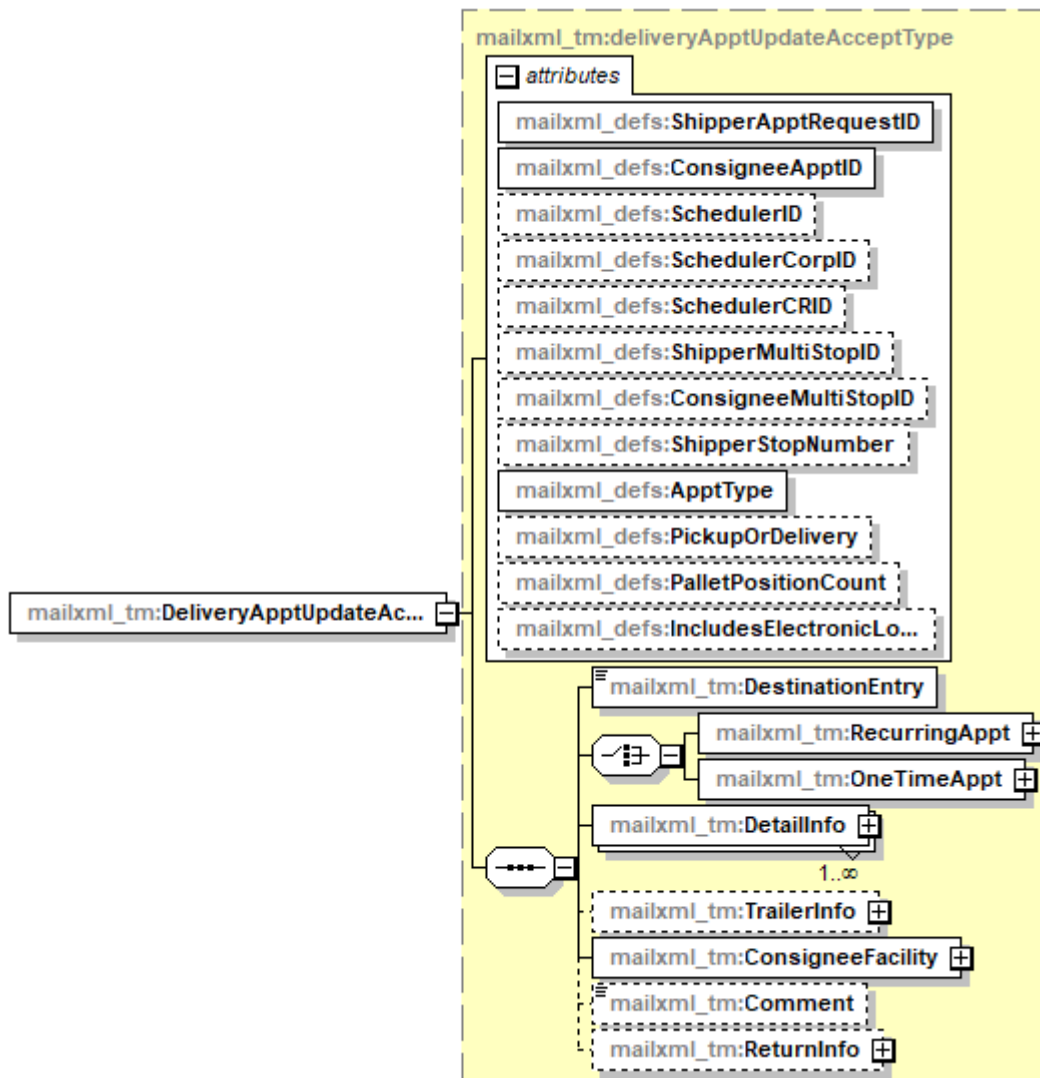 mailxml_tm:deliveryApptUpdateAcceptType
attributes
mailxml_defs:ShipperApptRequestID
mailxml_defs:ConsigneeApptID
mailxml_defs:SchedulerID
mailxml_defs:SchedulerCorpID
mailxml_defs:SchedulerCRID
mailxml_defs:ShipperMultiStopID
mailxml_defs:ConsigneeMultiStopID
mailxml_defs:ShipperStopNumber
mailxml_defs:ApptType
mailxml_defs:PickupOrDelivery
mailxml_defs:PalletPositionCount
mailxml_tm:DeliveryApptUpdateAc...
mailxml_defs:IncludesElectronicLo...
mailxml_tm:DestinationEntry
mailxml_tm:RecurringAppt
mailxml_tm:OneTimeAppt
mailxml_tm:DetailInfo
1..∞
mailxml_tm:TrailerInfo
mailxml_tm:ConsigneeFacility
mailxml_tm:Comment
mailxml_tm:ReturnInfo